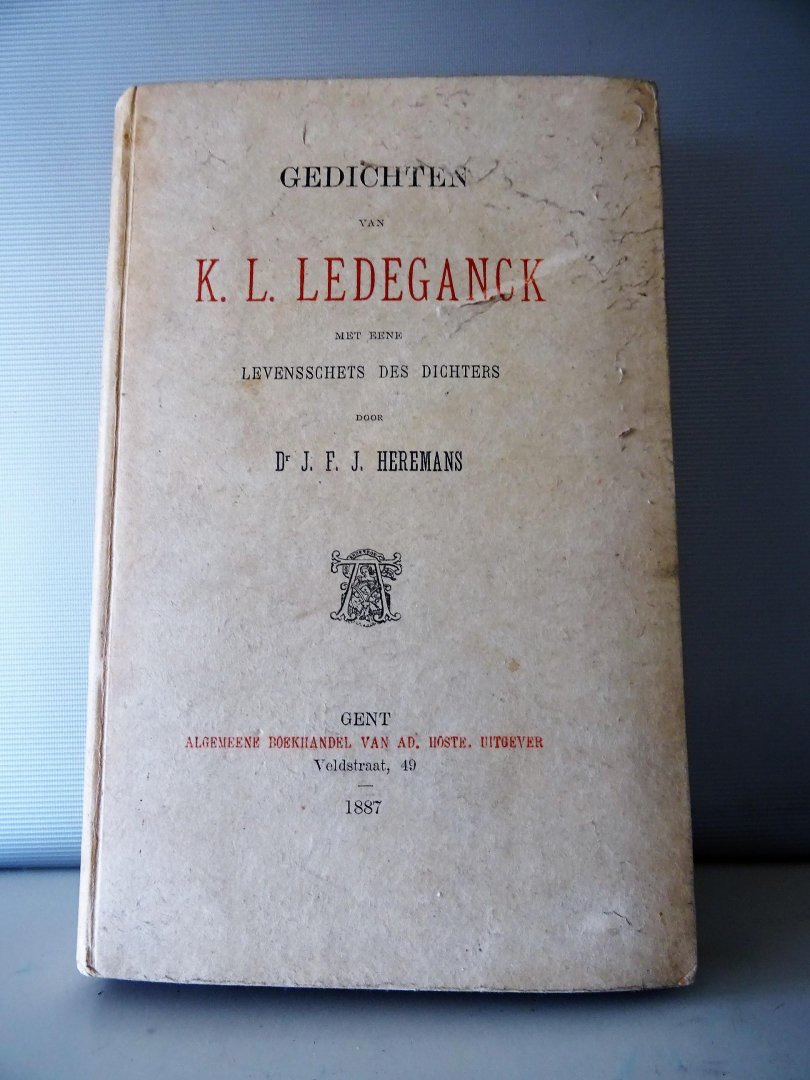 GEDICHTEN
VAN
K. L. LEDEGANCK
MET EENE
LEVENSSCHETS DES DICHTERS
DOOR
Dr J. F. J. HEREMANS
GENT
ALGEMEENE BOEKHANDEL VAN AD. HOSTE, UITGEVER
Veldstraat, 49
1887